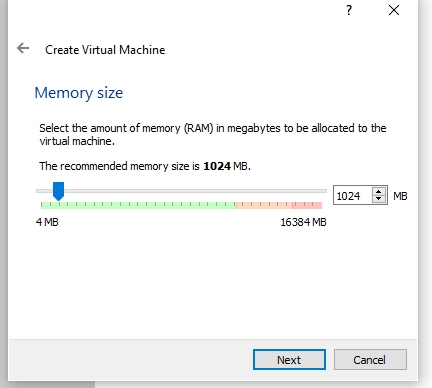 ?
Create Virtual Machine
Memory size
Select the amount of memory (RAM) in megabytes to be allocated to the
virtual machine.
The recommended memory size is 1024 MB.
1024 MB
4 MB 16384 MB
Next Cancel